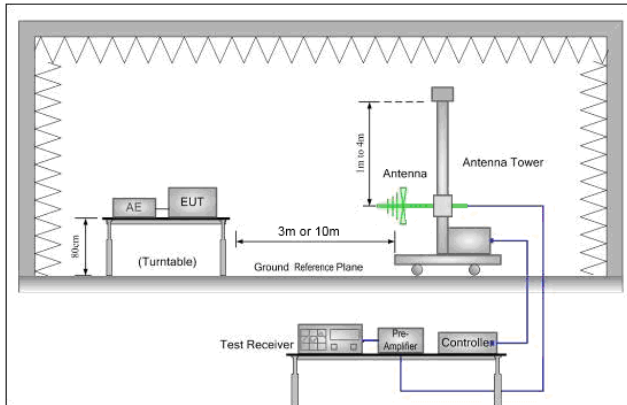 1m to 4m
Antenna
Antenna Tower
AE
EUT
3m or 10m
80cm
(Turntable)
Ground Reference Plane
Test Receiver
Pre-
Amplifier
Controlle